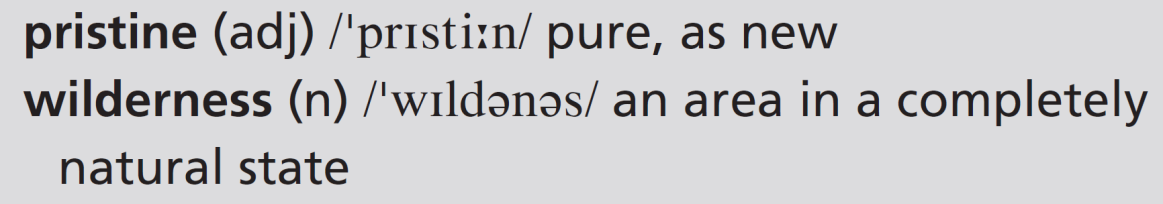 pristine (adj) /ˈprɪstiːn/ pure, as new
wilderness (n) /ˈwɪldənəs/ an area in a completely
natural state